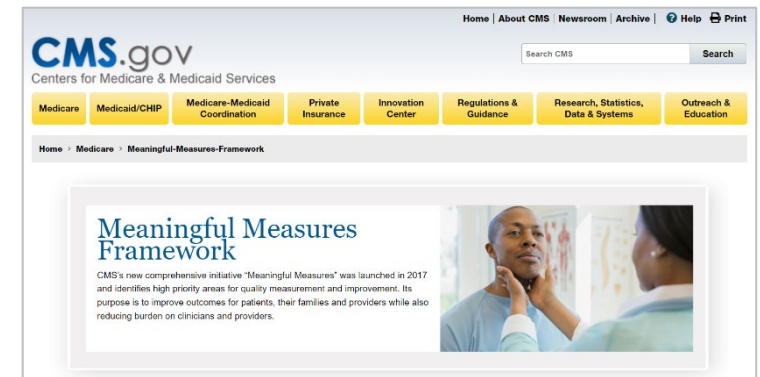 Home | About CMS | Newsroom | Archive | Help Print
CMS.gov
Centers for Medicare & Medicaid Services
Search CMS Search
Medicare Medicaid/CHIP Medicare-Medicaid Coordination Private Insurance Innovation Center Regulations & Guidance Research, Statistics, Data & Systems Outreach & Education
Home > Medicare > Meaningful-Measures-Framework
Meaningful Measures
Framework
CMS's new comprehensive initiative "Meaningful Measures" was launched in 2017
and identifies high priority areas for quality measurement and improvement. Its
purpose is to improve outcomes for patients, their families and providers while also
reducing burden on clinicians and providers.